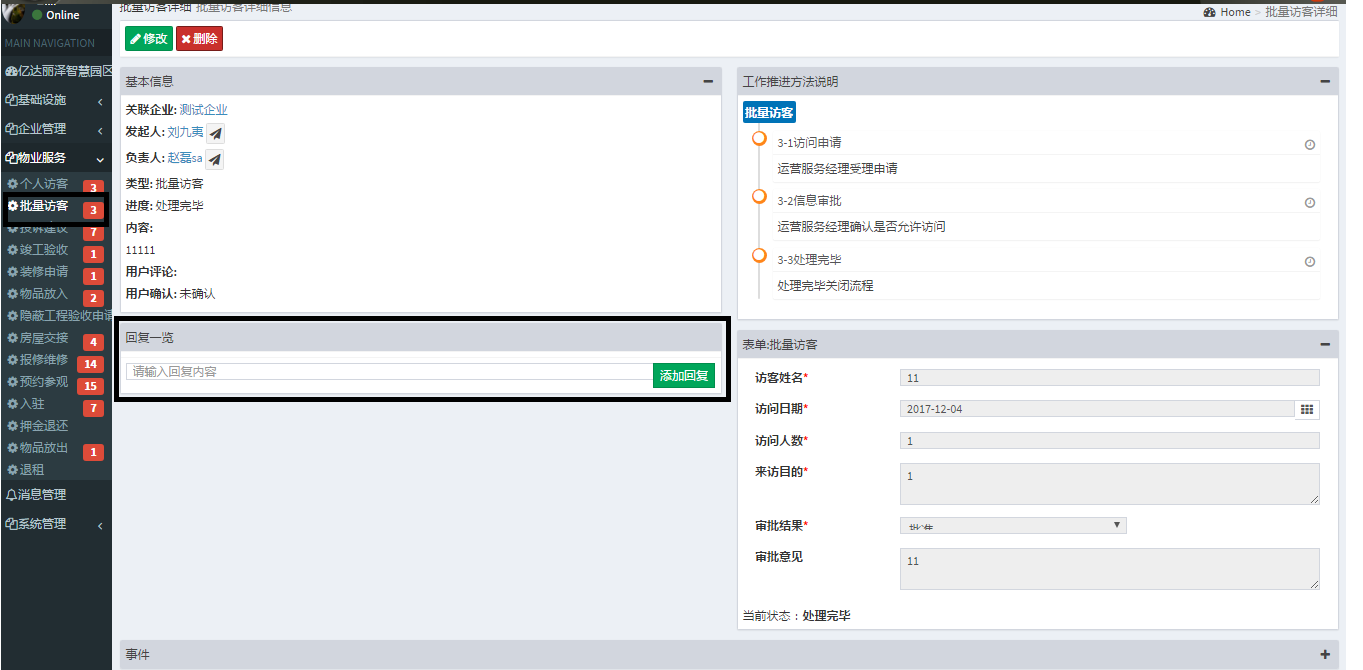 Online
MAIN NAVIGATION
亿达丽泽智慧园区
基础设施
企业管理
物业服务
个人访客 3
批量访客 3
投诉建议 7
竣工验收 1
装修申请 1
物品放入 2
隐蔽工程验收申请
房屋交接 4
报修维修 14
预约参观 15
入驻 7
押金退还
物品放出 1
退租
消息管理
系统管理
批量访客详细 批量访客详细信息
Home > 批量访客详细
修改 删除
基本信息
关联企业: 测试企业
发起人: 刘九夷
负责人: 赵磊sa
类型: 批量访客
进度: 处理完毕
内容:
11111
用户评论:
用户确认: 未确认
回复一览
请输入回复内容 添加回复
工作推进方法说明
批量访客
3-1访问申请
运营服务经理受理申请
3-2信息审批
运营服务经理确认是否允许访问
3-3处理完毕
处理完毕关闭流程
表单:批量访客
访客姓名* 11
访问日期* 2017-12-04
访问人数* 1
来访目的* 1
审批结果* 批准
审批意见 11
当前状态：处理完毕
事件